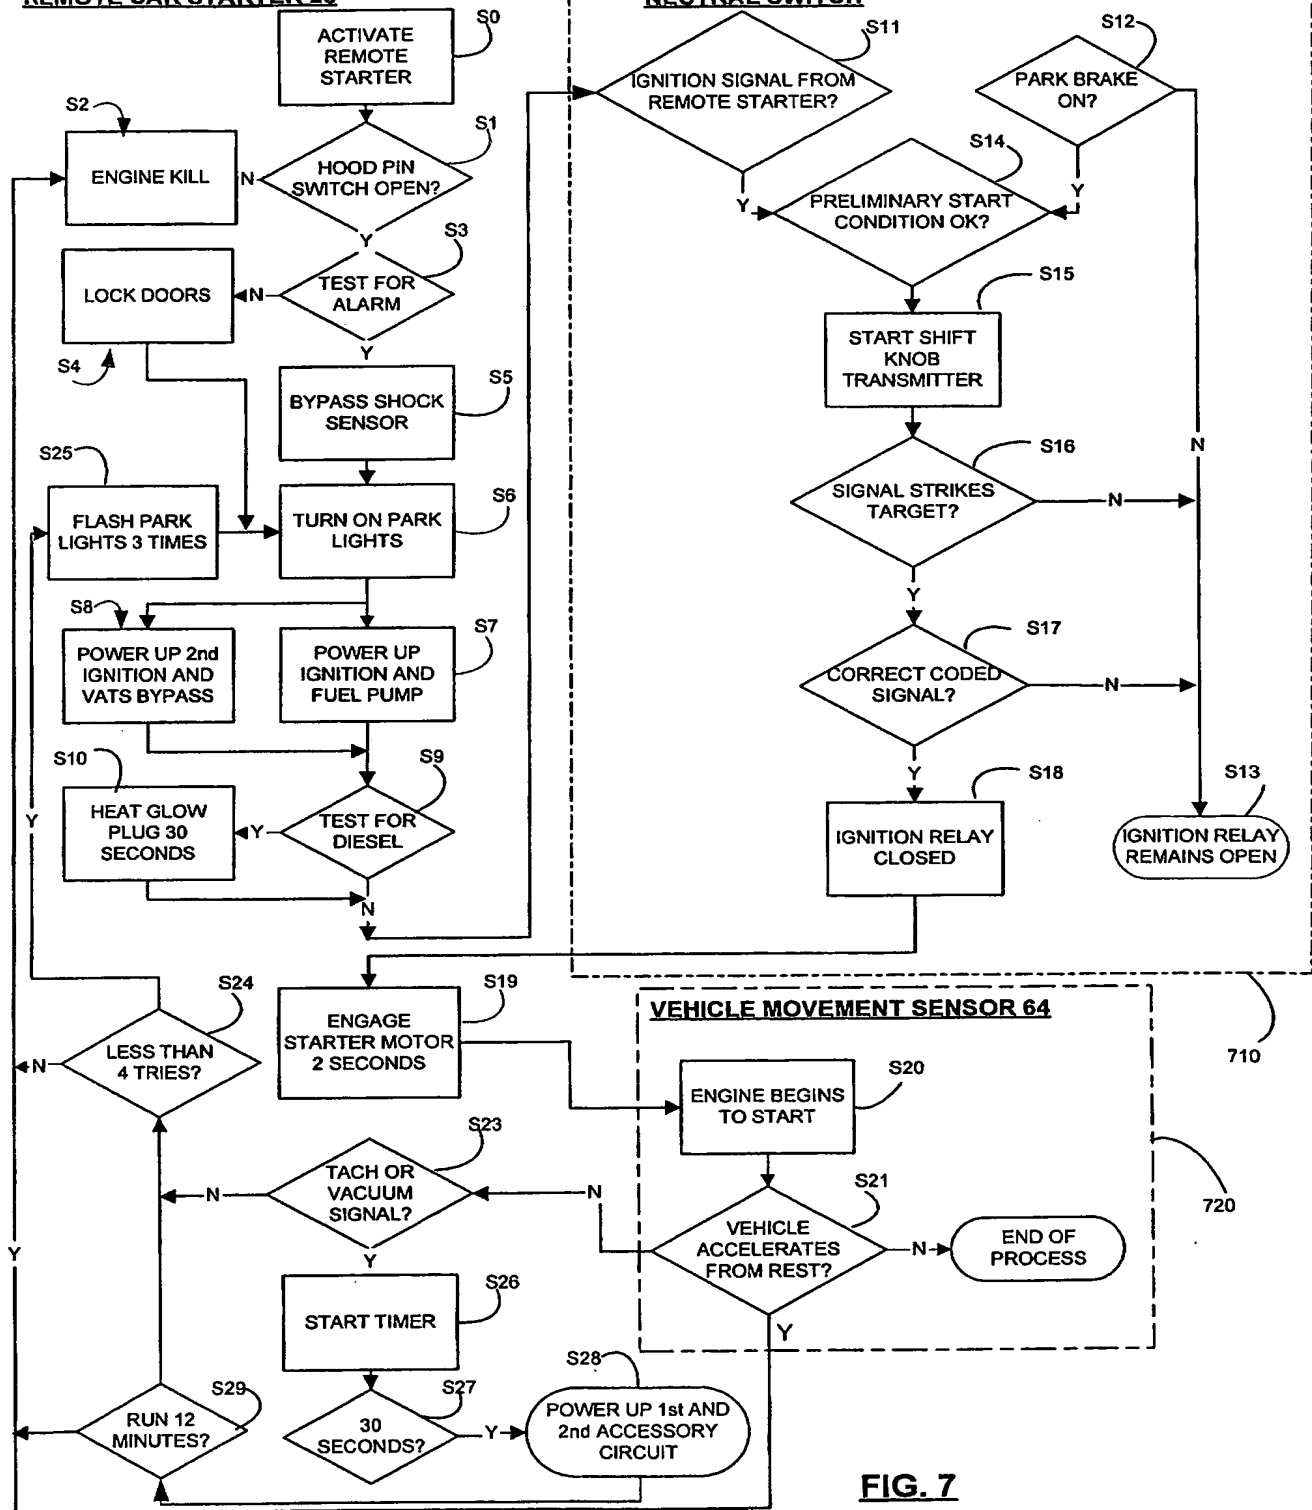 REMOTE CAR STARTER
NEUTRAL SWITCH
S0
ACTIVATE
REMOTE
STARTER
S2
ENGINE KILL
N
S1
HOOD PIN
SWITCH OPEN?
Y
S3
TEST FOR
ALARM
N
LOCK DOORS
S4
Y
S5
BYPASS SHOCK
SENSOR
S25
FLASH PARK
LIGHTS 3 TIMES
S6
TURN ON PARK
LIGHTS
S8
POWER UP 2nd
IGNITION AND
VATS BYPASS
S7
POWER UP
IGNITION AND
FUEL PUMP
S10
HEAT GLOW
PLUG 30
SECONDS
Y
S9
TEST FOR
DIESEL
N
Y
S11
IGNITION SIGNAL FROM
REMOTE STARTER?
Y
S12
PARK BRAKE
ON?
Y
S14
PRELIMINARY START
CONDITION OK?
S15
START SHIFT
KNOB
TRANSMITTER
N
S16
SIGNAL STRIKES
TARGET?
N
Y
S17
CORRECT CODED
SIGNAL?
N
Y
S18
IGNITION RELAY
CLOSED
S13
IGNITION RELAY
REMAINS OPEN
710
S24
LESS THAN
4 TRIES?
N
S19
ENGAGE
STARTER MOTOR
2 SECONDS
VEHICLE MOVEMENT SENSOR 64
S20
ENGINE BEGINS
TO START
720
S23
TACH OR
VACUUM
SIGNAL?
N
N
S21
VEHICLE
ACCELERATES
FROM REST?
N
END OF
PROCESS
Y
Y
Y
S26
START TIMER
S29
RUN 12
MINUTES?
S27
30
SECONDS?
Y
S28
POWER UP 1st AND
2nd ACCESSORY
CIRCUIT
FIG. 7